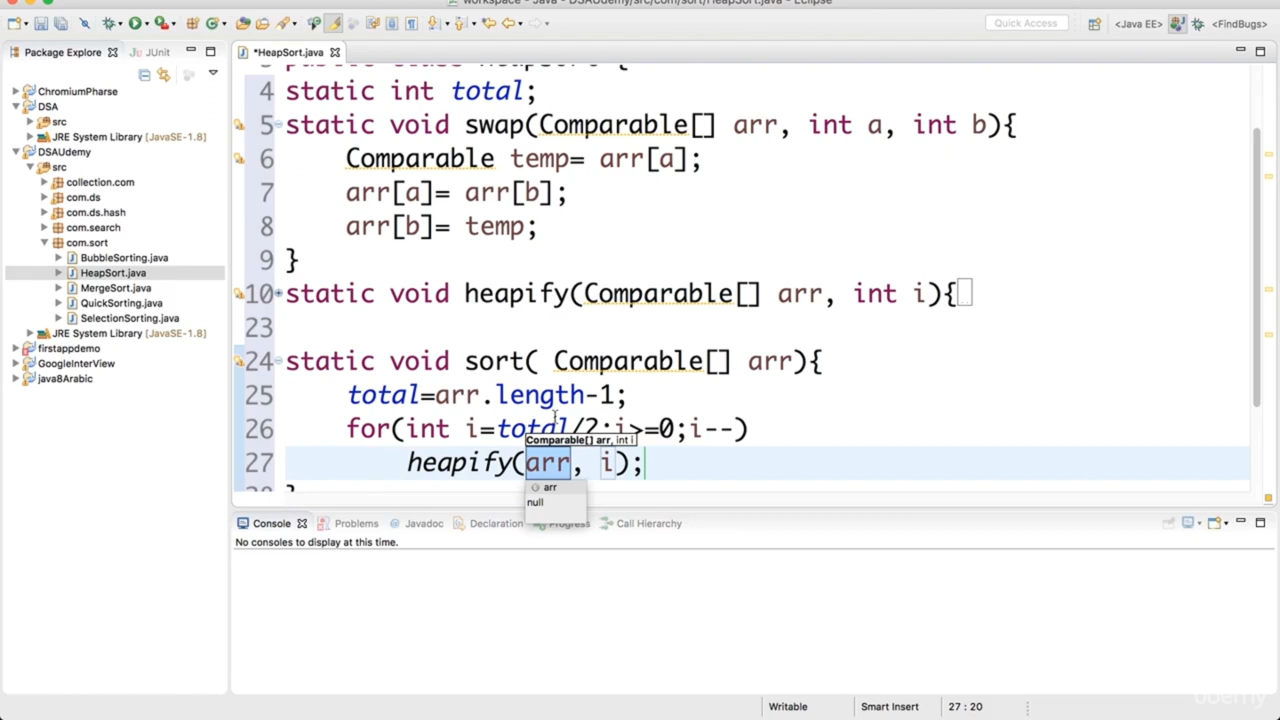 workspace - Java - DSAUdemy/src/com/sort/HeapSort.java - Eclipse
Quick Access <Java EE> <FindBugs>
Package Explorer JUnit
*HeapSort.java
ChromiumPharse
DSA
src
JRE System Library [JavaSE-1.8]
DSAUdemy
src
collection.com
com.ds
com.ds.hash
com.search
com.sort
BubbleSorting.java
HeapSort.java
MergeSort.java
QuickSorting.java
SelectionSorting.java
JRE System Library [JavaSE-1.8]
firstappdemo
GoogleInterView
java8Arabic
3 public class HeapSort {
4 static int total;
5 static void swap(Comparable[] arr, int a, int b){
6 Comparable temp= arr[a];
7 arr[a]= arr[b];
8 arr[b]= temp;
9 }
10 static void heapify(Comparable[] arr, int i){
23
24 static void sort( Comparable[] arr){
25 total=arr.length-1;
26 for(int i=total/2;i>=0;i--)
Comparable[] arr, int i
27 heapify(arr, i);
arr
null
28 }
Console Problems Javadoc Declaration Progress Call Hierarchy
No consoles to display at this time.
Writable Smart Insert 27 : 20
udemy